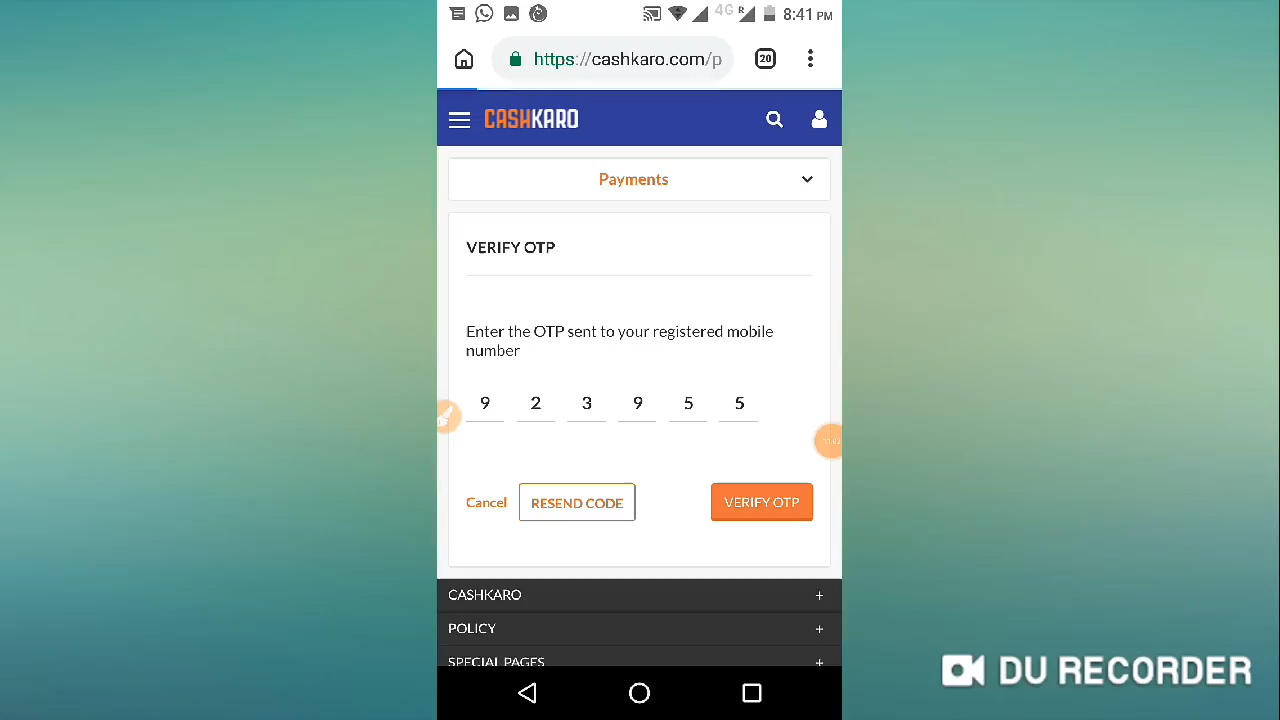 4G R 8:41 PM
https://cashkaro.com/p 20
CASHKARO
Payments
VERIFY OTP
Enter the OTP sent to your registered mobile
number
9 2 3 9 5 5
Cancel RESEND CODE VERIFY OTP
CASHKARO +
POLICY +
SPECIAL PAGES +
DU RECORDER